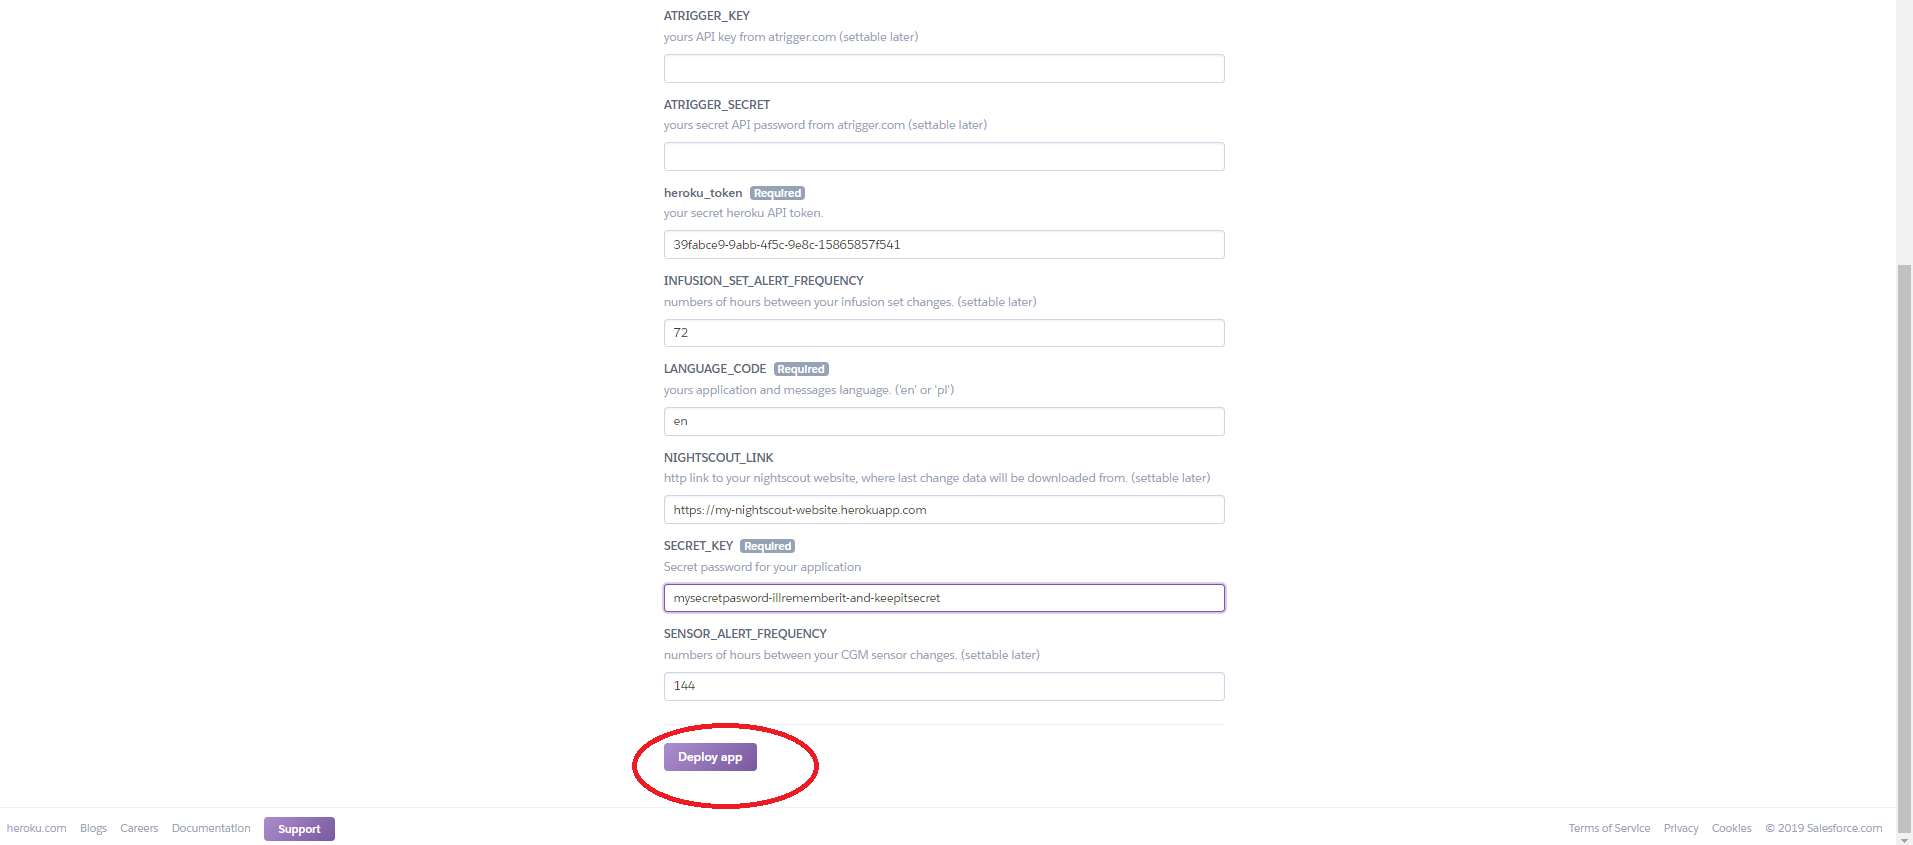 ATRIGGER_KEY
yours API key from atrigger.com (settable later)
ATRIGGER_SECRET
yours secret API password from atrigger.com (settable later)
heroku_token Required
your secret heroku API token.
39fabce9-9abb-4f5c-9e8c-15865857f541
INFUSION_SET_ALERT_FREQUENCY
numbers of hours between your infusion set changes. (settable later)
72
LANGUAGE_CODE Required
yours application and messages language. ('en' or 'pl')
en
NIGHTSCOUT_LINK
http link to your nightscout website, where last change data will be downloaded from. (settable later)
https://my-nightscout-website.herokuapp.com
SECRET_KEY Required
Secret password for your application
mysecretpasword-illrememberit-and-keepitsecret
SENSOR_ALERT_FREQUENCY
numbers of hours between your CGM sensor changes. (settable later)
144
Deploy app
heroku.com Blogs Careers Documentation Support Terms of Service Privacy Cookies © 2019 Salesforce.com